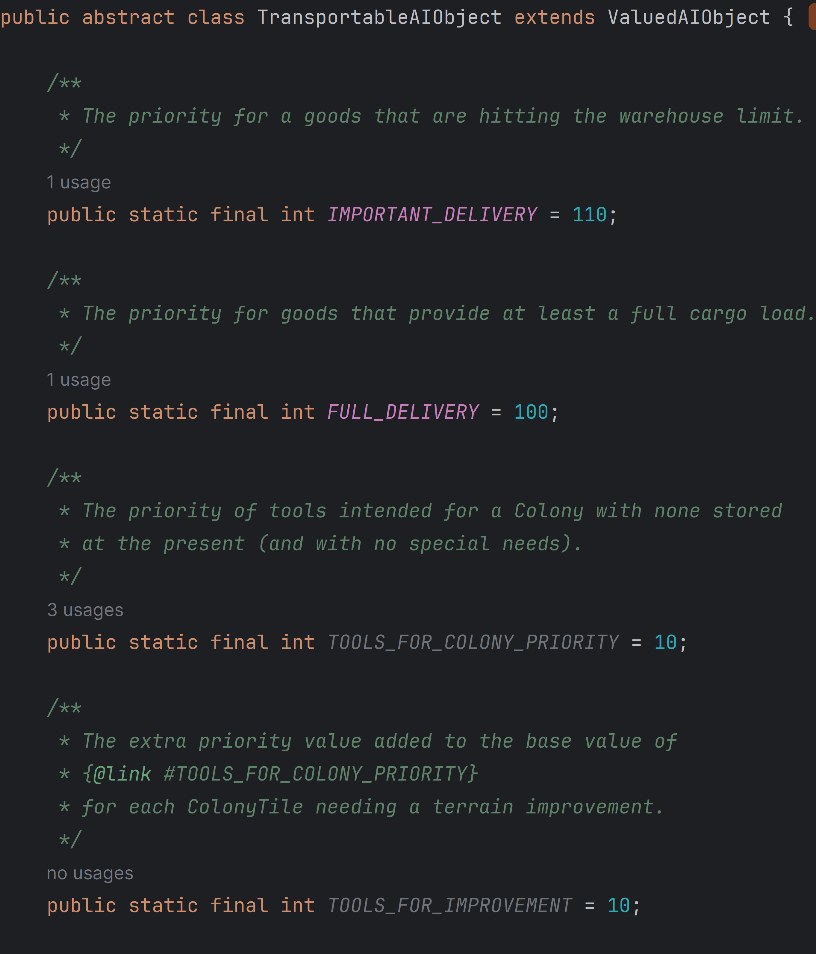 public abstract class TransportableAIObject extends ValuedAIObject {
/**
* The priority for a goods that are hitting the warehouse limit.
*/
1 usage
public static final int IMPORTANT_DELIVERY = 110;
/**
* The priority for goods that provide at least a full cargo load.
*/
1 usage
public static final int FULL_DELIVERY = 100;
/**
* The priority of tools intended for a Colony with none stored
* at the present (and with no special needs).
*/
3 usages
public static final int TOOLS_FOR_COLONY_PRIORITY = 10;
/**
* The extra priority value added to the base value of
* {@link #TOOLS_FOR_COLONY_PRIORITY}
* for each ColonyTile needing a terrain improvement.
*/
no usages
public static final int TOOLS_FOR_IMPROVEMENT = 10;